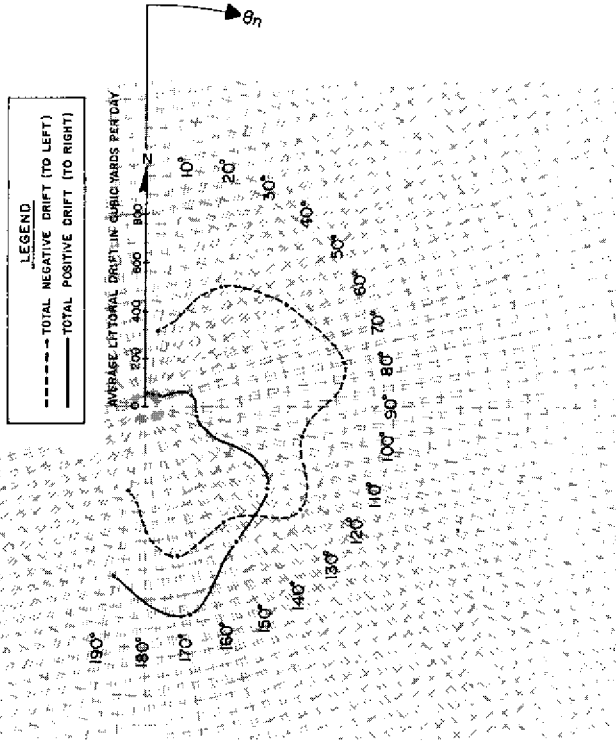 LEGEND
TOTAL NEGATIVE DRIFT (TO LEFT)
TOTAL POSITIVE DRIFT (TO RIGHT)
AVERAGE LITTORAL DRIFT IN CUBIC YARDS PER DAY
0 200 400 600 800
N
θn
10°
20°
30°
40°
50°
60°
70°
80°
90°
100°
110°
120°
130°
140°
150°
160°
170°
180°
190°